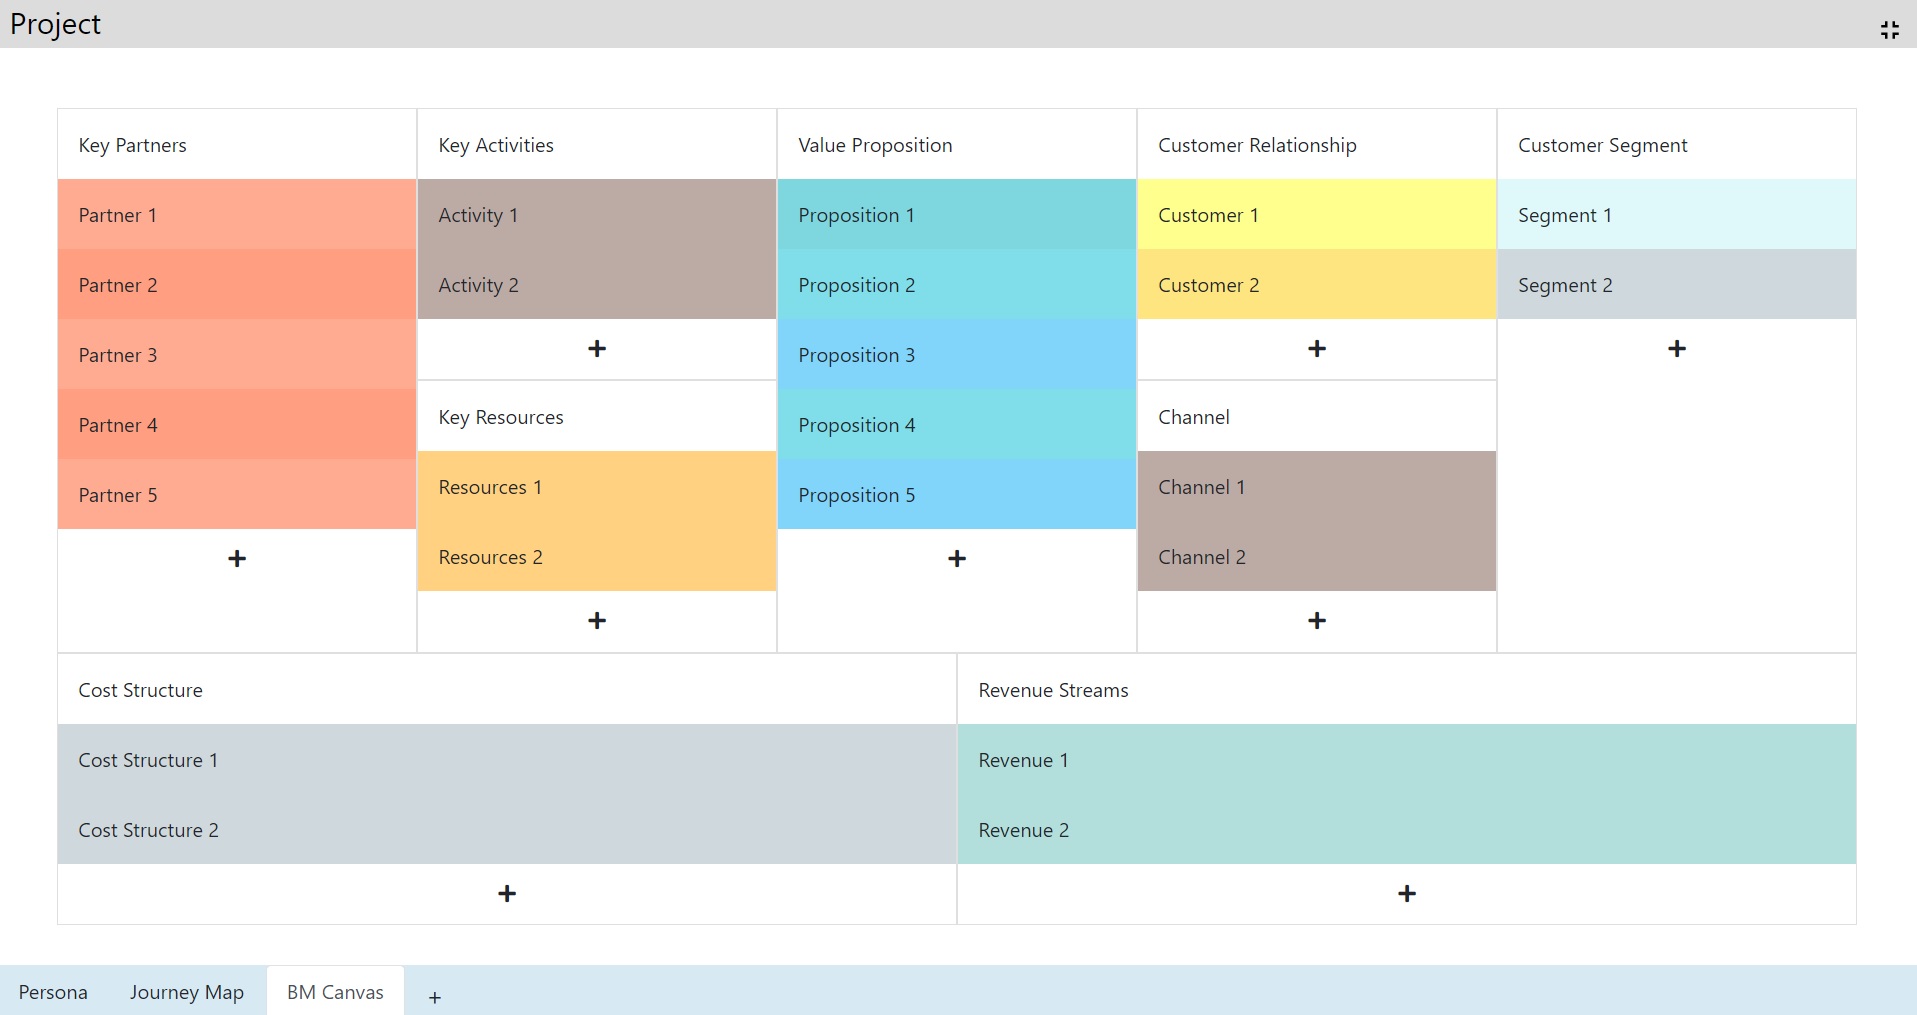 Project
Key Partners
Partner 1
Partner 2
Partner 3
Partner 4
Partner 5
+
Key Activities
Activity 1
Activity 2
+
Key Resources
Resources 1
Resources 2
+
Value Proposition
Proposition 1
Proposition 2
Proposition 3
Proposition 4
Proposition 5
+
Customer Relationship
Customer 1
Customer 2
+
Channel
Channel 1
Channel 2
+
Customer Segment
Segment 1
Segment 2
+
Cost Structure
Cost Structure 1
Cost Structure 2
+
Revenue Streams
Revenue 1
Revenue 2
+
Persona
Journey Map
BM Canvas
+